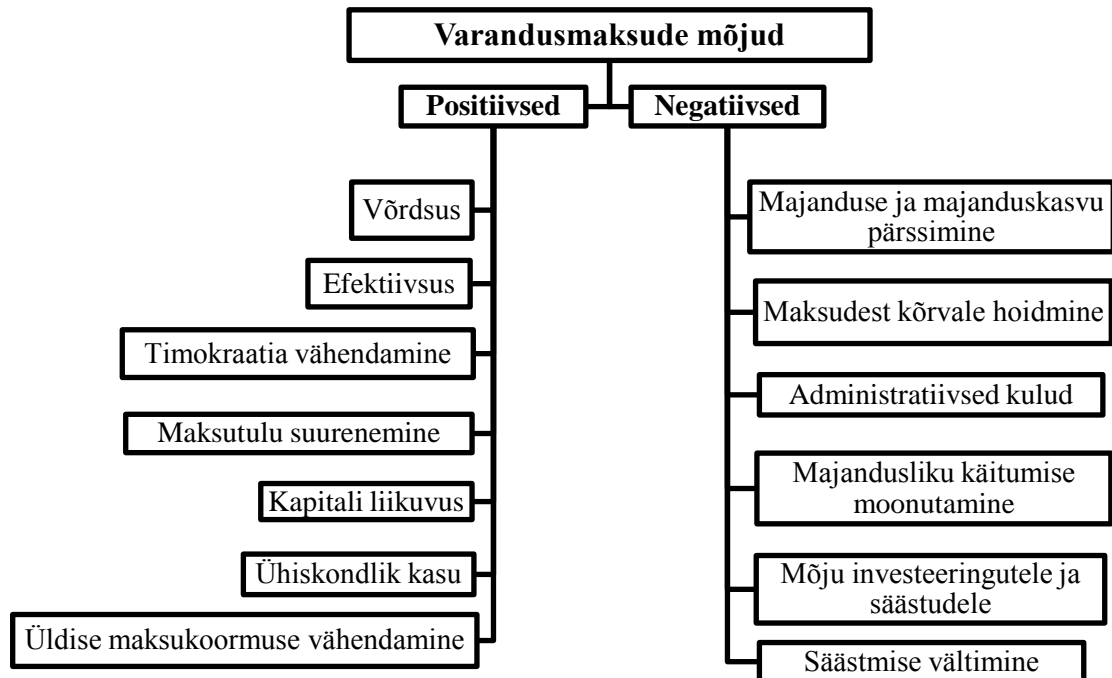 Varandusmaksude mõjud
Positiivsed
Negatiivsed
Võrdsus
Efektiivsus
Timokraatia vähendamine
Maksutulu suurenemine
Kapitali liikuvus
Ühiskondlik kasu
Üldise maksukoormuse vähendamine
Majanduse ja majanduskasvu
pärssimine
Maksudest kõrvale hoidmine
Administratiivsed kulud
Majandusliku käitumise
moonutamine
Mõju investeeringutele ja
säästudele
Säästmise vältimine